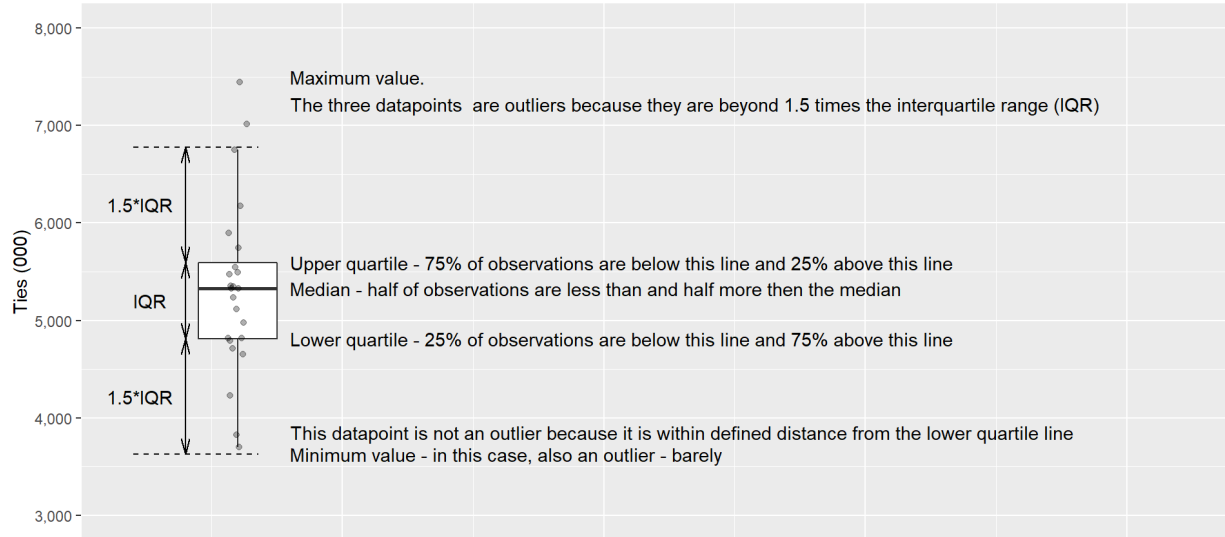 8,000
Maximum value.
The three datapoints  are outliers because they are beyond 1.5 times the interquartile range (IQR)
7,000
1.5*IQR
6,000
Ties (000)
Upper quartile - 75% of observations are below this line and 25% above this line
Median - half of observations are less than and half more then the median
IQR
5,000
Lower quartile - 25% of observations are below this line and 75% above this line
1.5*IQR
4,000
This datapoint is not an outlier because it is within defined distance from the lower quartile line
Minimum value - in this case, also an outlier - barely
3,000